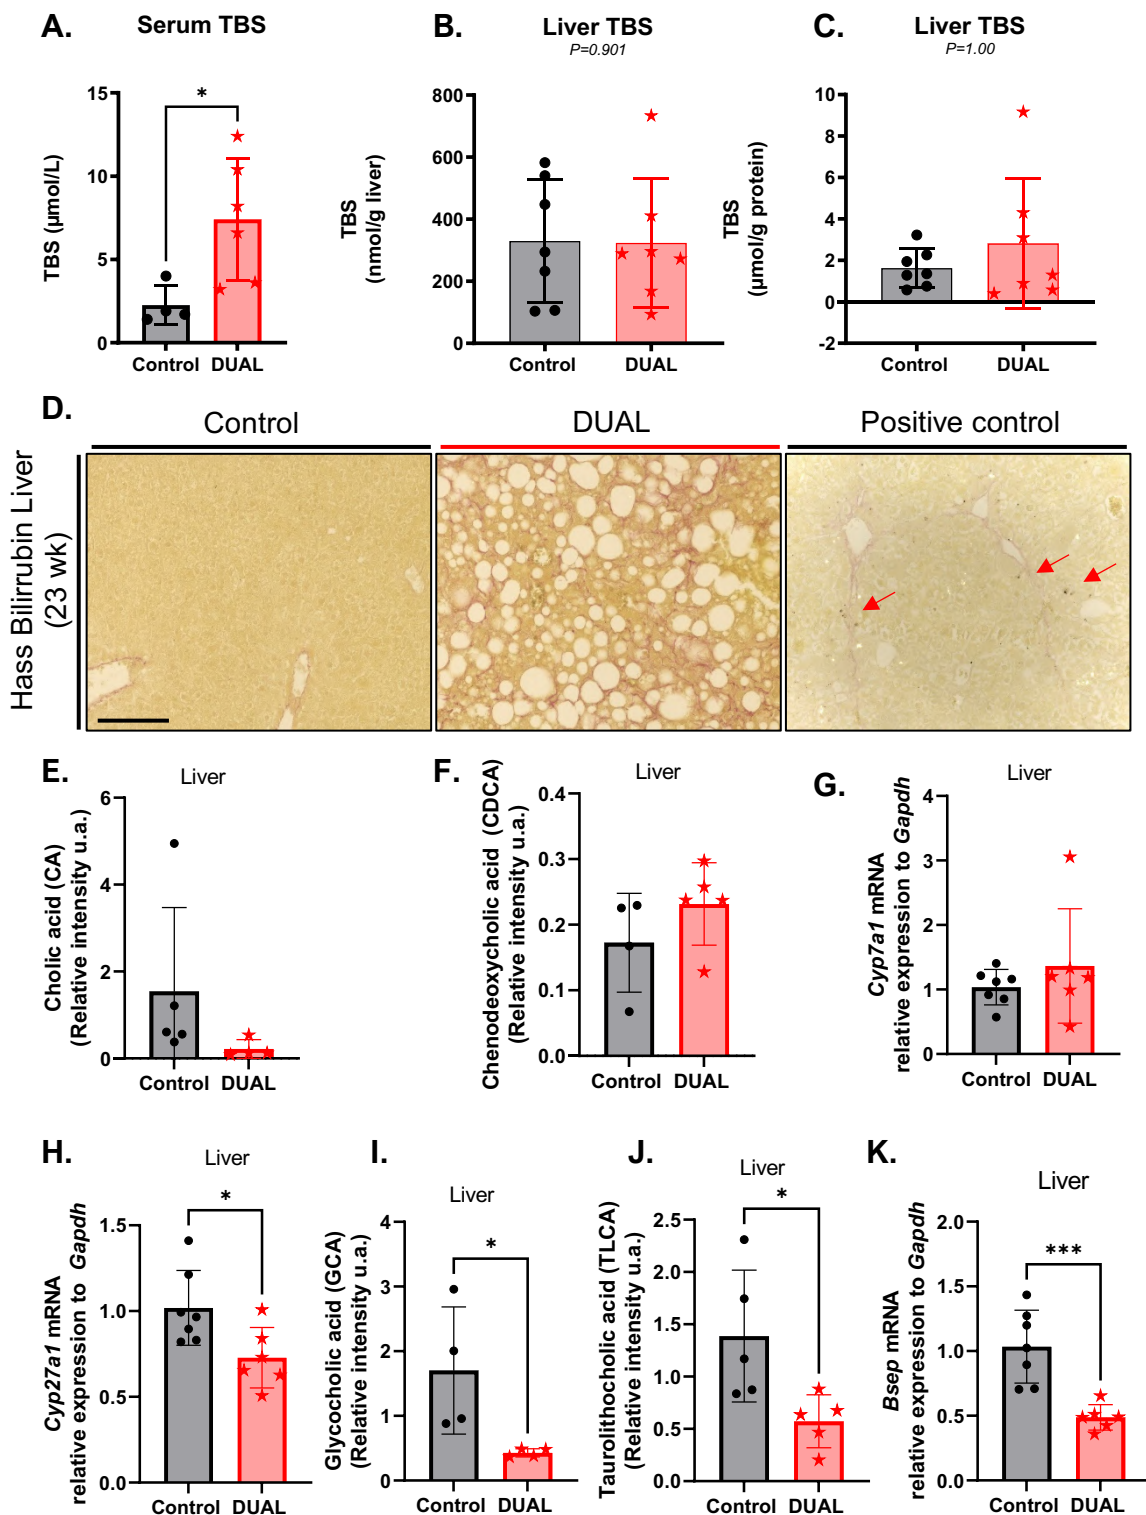 A.
Serum TBS
TBS (µmol/L)
15
10
5
0
*
Control DUAL
B.
Liver TBS
P=0.901
TBS
(nmol/g liver)
800
600
400
200
0
Control DUAL
C.
Liver TBS
P=1.00
TBS
(µmol/g protein)
10
8
6
4
2
0
-2
Control DUAL
D.
Control
DUAL
Positive control
Hass Bilirrubin Liver
(23 wk)
E.
Liver
Cholic acid (CA)
(Relative intensity u.a.)
6
4
2
0
Control DUAL
F.
Liver
Chenodeoxycholic acid (CDCA)
(Relative intensity u.a.)
0.4
0.3
0.2
0.1
0.0
Control DUAL
G.
Liver
Cyp7a1 mRNA
relative expression to Gapdh
4
3
2
1
0
Control DUAL
H.
Liver
Cyp27a1 mRNA
relative expression to Gapdh
1.5
1.0
0.5
0.0
*
Control DUAL
I.
Liver
Glycocholic acid (GCA)
(Relative intensity u.a.)
4
3
2
1
0
*
Control DUAL
J.
Liver
Taurolithocholic acid (TLCA)
(Relative intensity u.a.)
2.5
2.0
1.5
1.0
0.5
0.0
*
Control DUAL
K.
Liver
Bsep mRNA
relative expression to Gapdh
2.0
1.5
1.0
0.5
0.0
***
Control DUAL